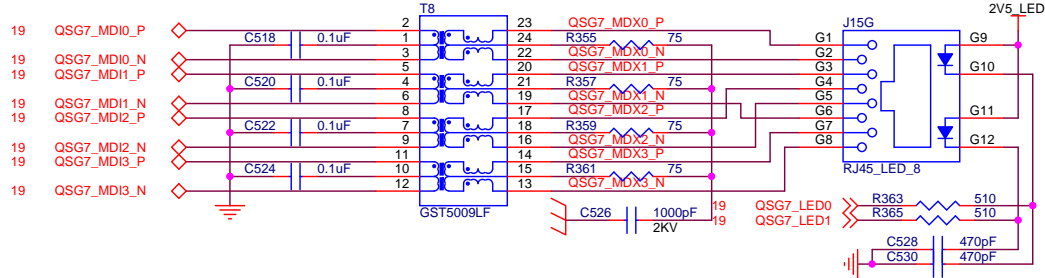 T8 J15G 2V5_LED
19 QSG7_MDI0_P 2 23 QSG7_MDX0_P
C518 0.1uF 1 24 R355 75 G1 G9
19 QSG7_MDI0_N 3 22 QSG7_MDX0_N G2
19 QSG7_MDI1_P 5 20 QSG7_MDX1_P G3 G10
C520 0.1uF 4 21 R357 75 G4
19 QSG7_MDI1_N 6 19 QSG7_MDX1_N G5
19 QSG7_MDI2_P 8 17 QSG7_MDX2_P G6 G11
C522 0.1uF 7 18 R359 75 G7
19 QSG7_MDI2_N 9 16 QSG7_MDX2_N G8 G12
19 QSG7_MDI3_P 11 14 QSG7_MDX3_P
C524 0.1uF 10 15 R361 75 RJ45_LED_8
19 QSG7_MDI3_N 12 13 QSG7_MDX3_N
GST5009LF
C526 1000pF 19 QSG7_LED0 R363 510
2KV 19 QSG7_LED1 R365 510
C528 470pF
C530 470pF